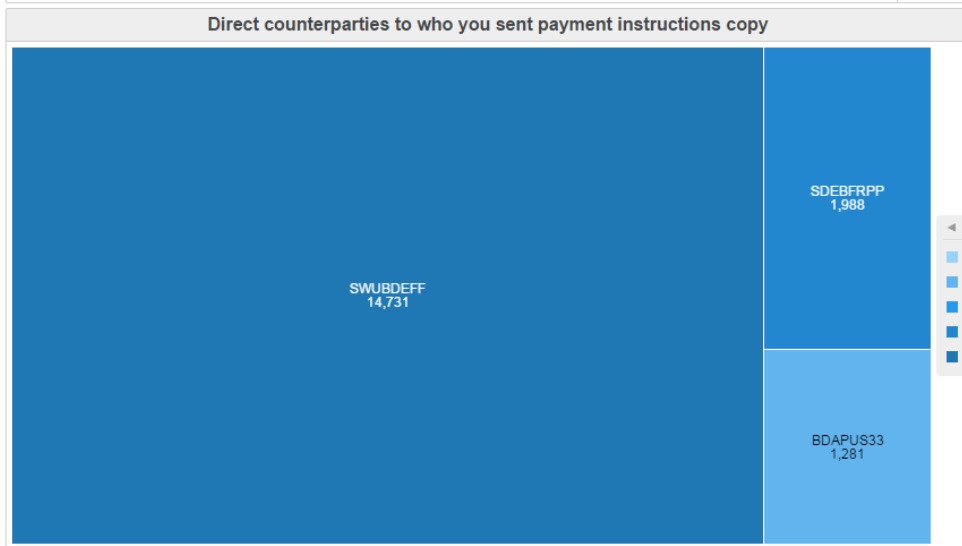 Direct counterparties to who you sent payment instructions copy
SWUBDEFF
14,731
SDEBFRPP
1,988
BDAPUS33
1,281